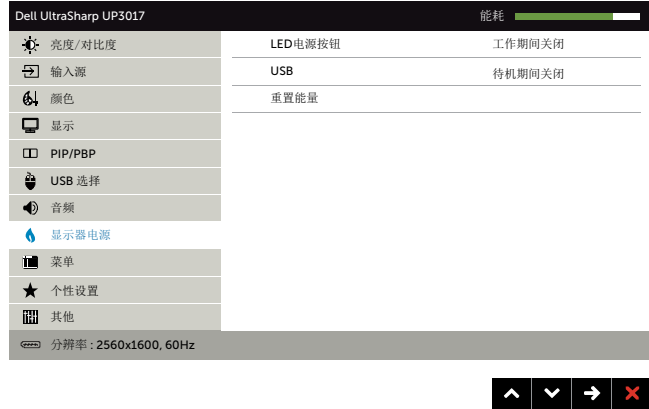 Dell UltraSharp UP3017 能耗
亮度/对比度 LED电源按钮 工作期间关闭
输入源 USB 待机期间关闭
颜色 重置能量
显示
PIP/PBP
USB 选择
音频
显示器电源
菜单
个性设置
其他
分辨率 : 2560x1600, 60Hz